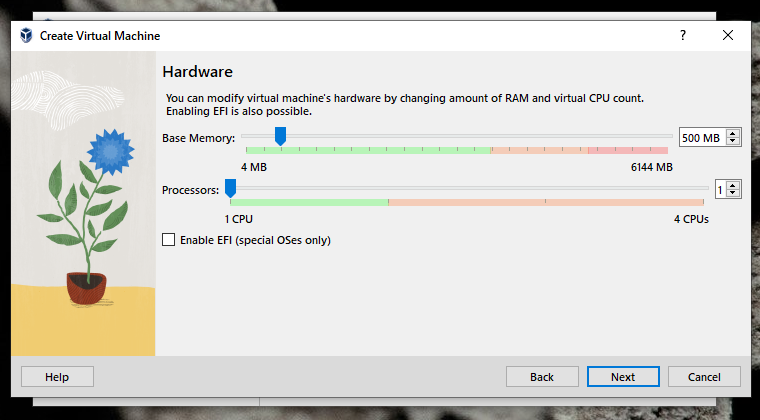 Create Virtual Machine
?
Hardware
You can modify virtual machine's hardware by changing amount of RAM and virtual CPU count.
Enabling EFI is also possible.
Base Memory:
500 MB
4 MB
6144 MB
Processors:
1
1 CPU
4 CPUs
Enable EFI (special OSes only)
Help
Back
Next
Cancel